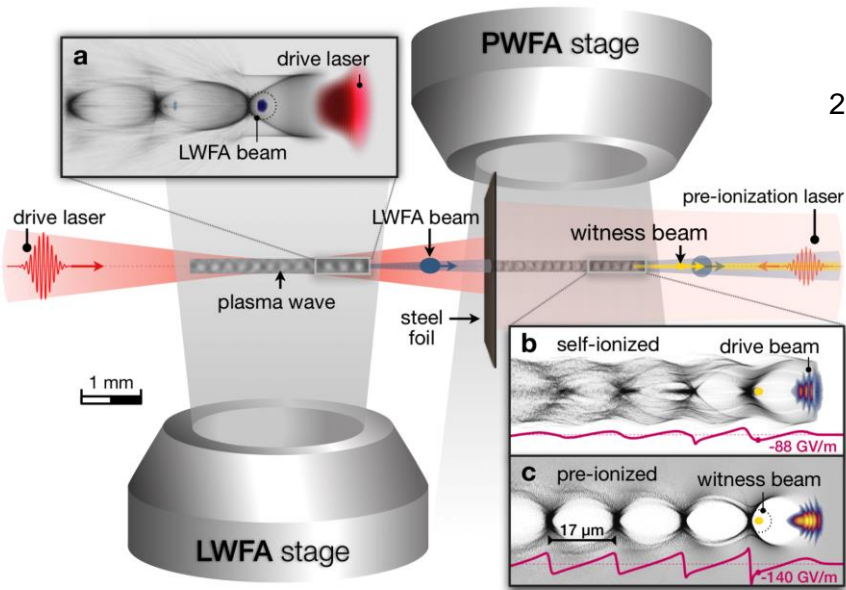 a
drive laser
LWFA beam
PWFA stage
2
drive laser
plasma wave
LWFA beam
steel
foil
witness beam
pre-ionization laser
1 mm
LWFA stage
b
self-ionized
drive beam
-88 GV/m
c
pre-ionized
witness beam
17 µm
-140 GV/m